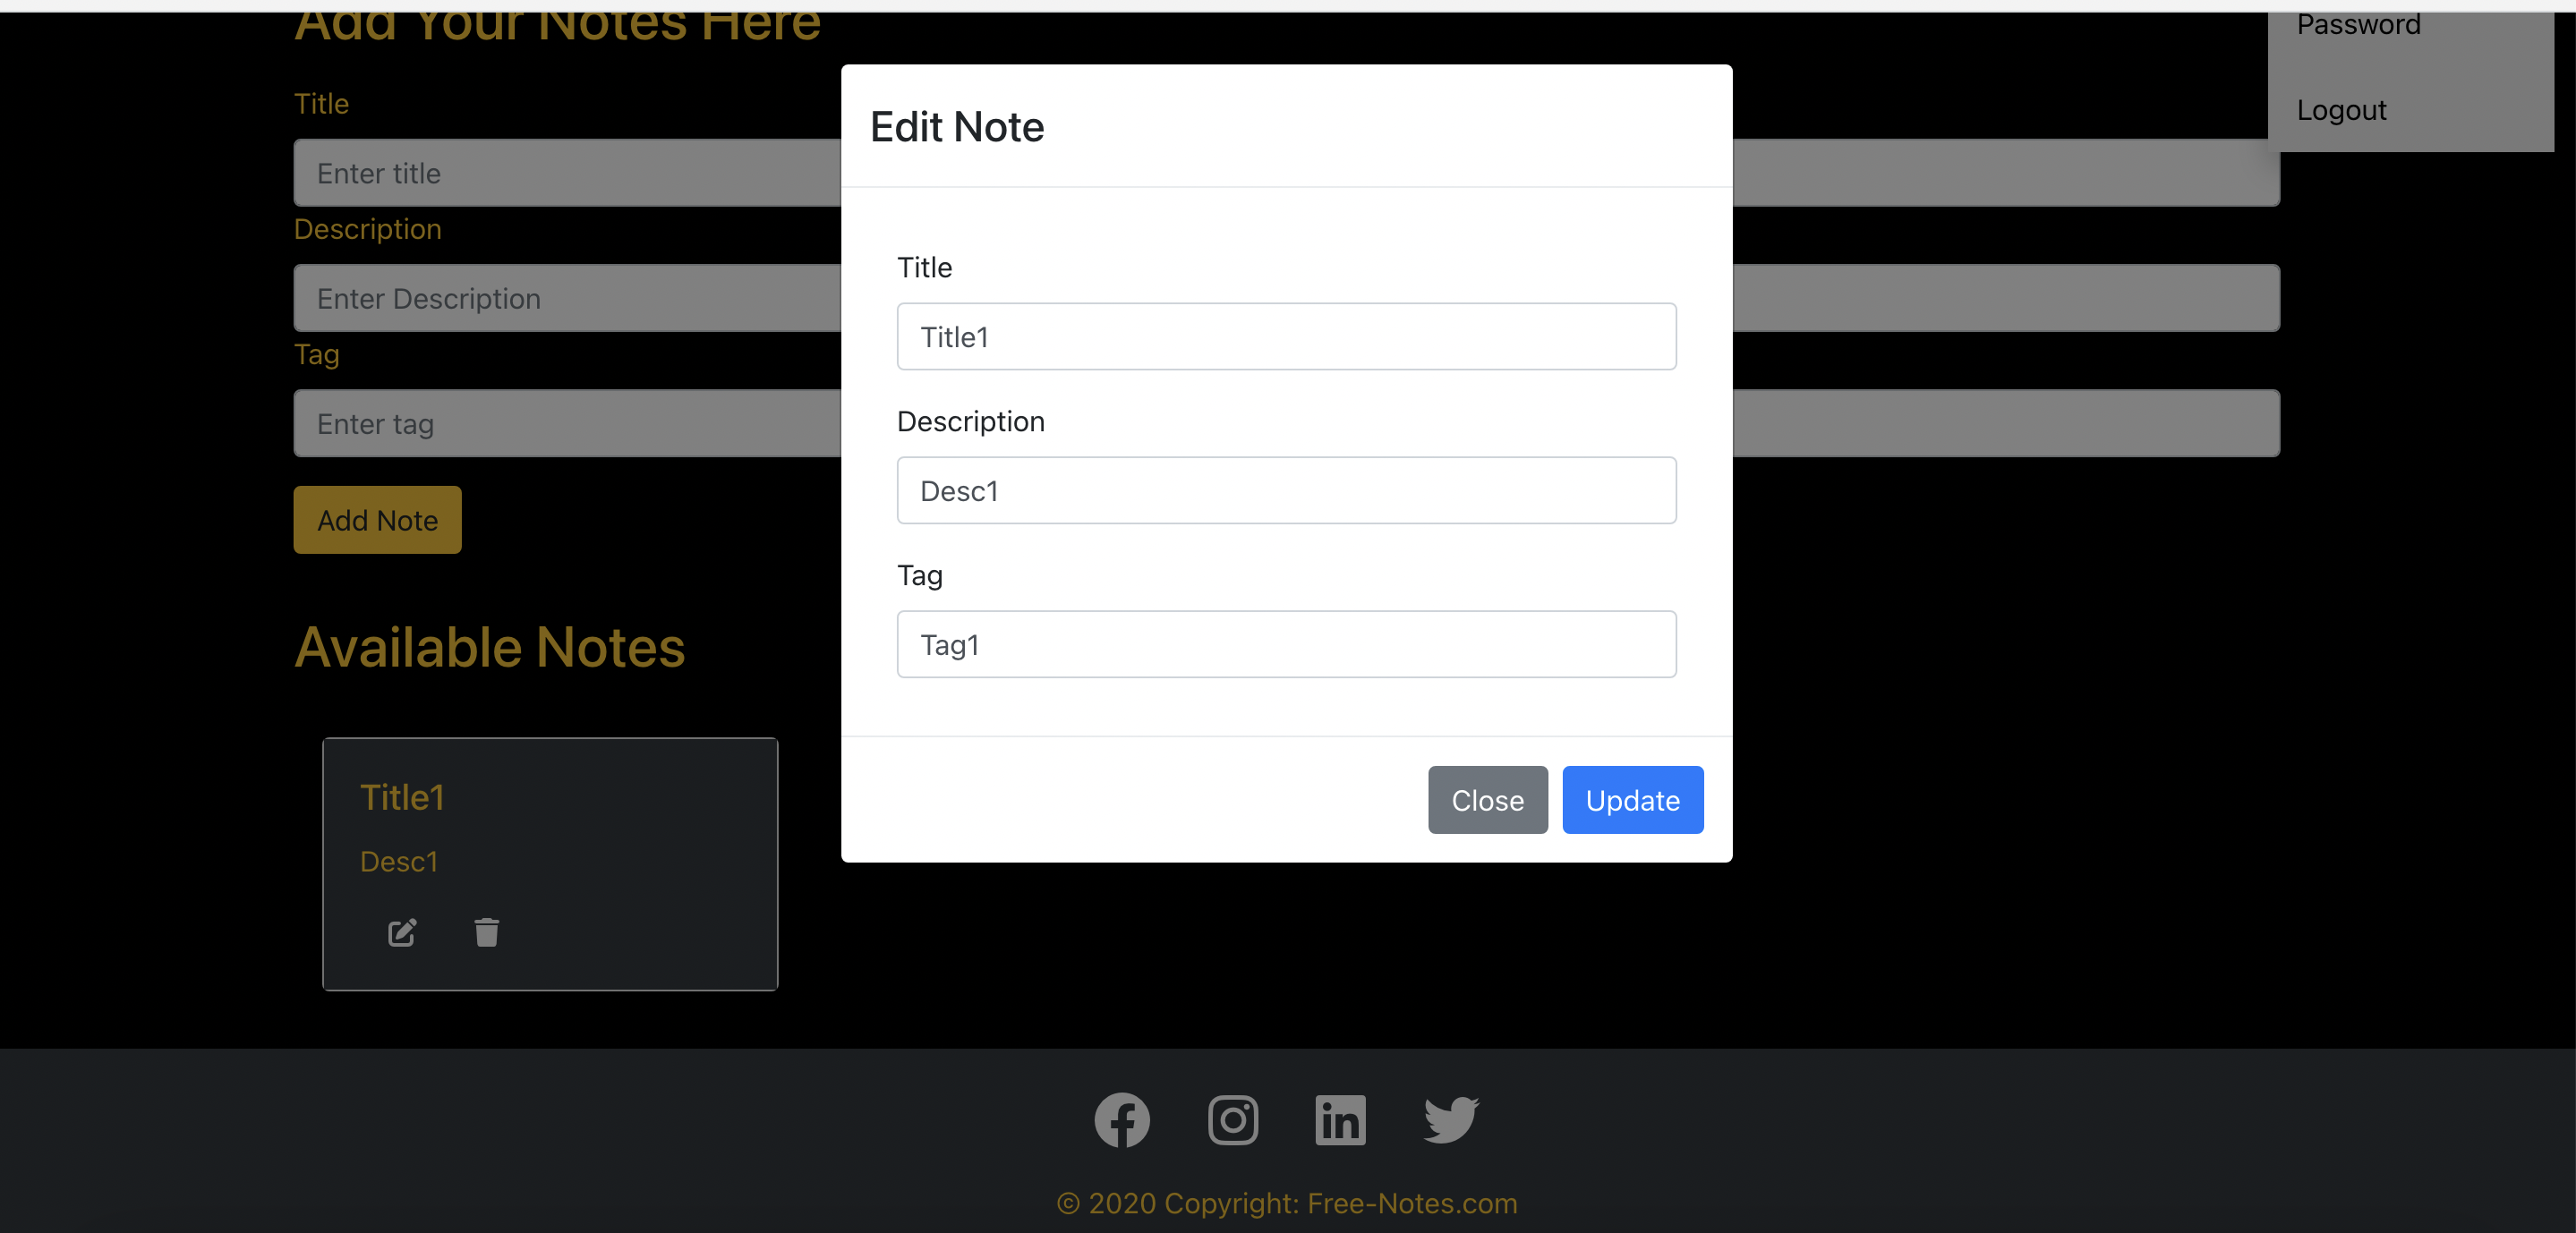 Add Your Notes Here
Password
Logout
Title
Enter title
Description
Enter Description
Tag
Enter tag
Add Note
Available Notes
Title1
Desc1
Edit Note
Title
Title1
Description
Desc1
Tag
Tag1
Close
Update
© 2020 Copyright: Free-Notes.com